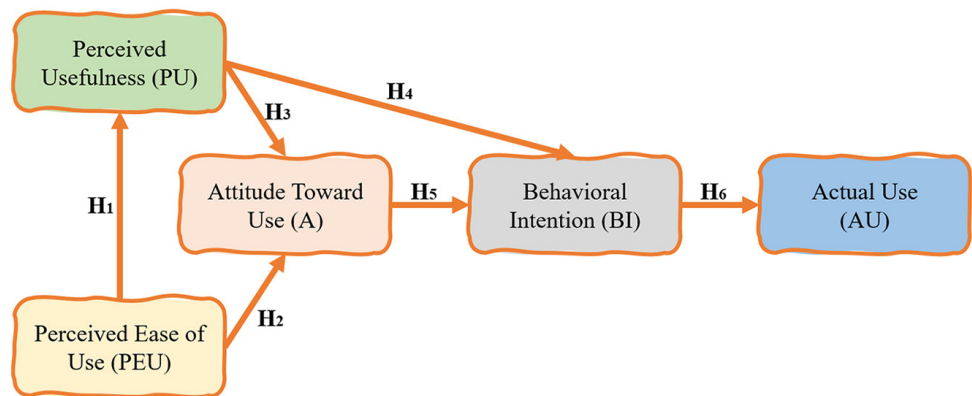 Perceived
Usefulness (PU)
H4
H3
Attitude Toward
Use (A)
H5
Behavioral
Intention (BI)
H6
Actual Use
(AU)
H1
H2
Perceived Ease of
Use (PEU)